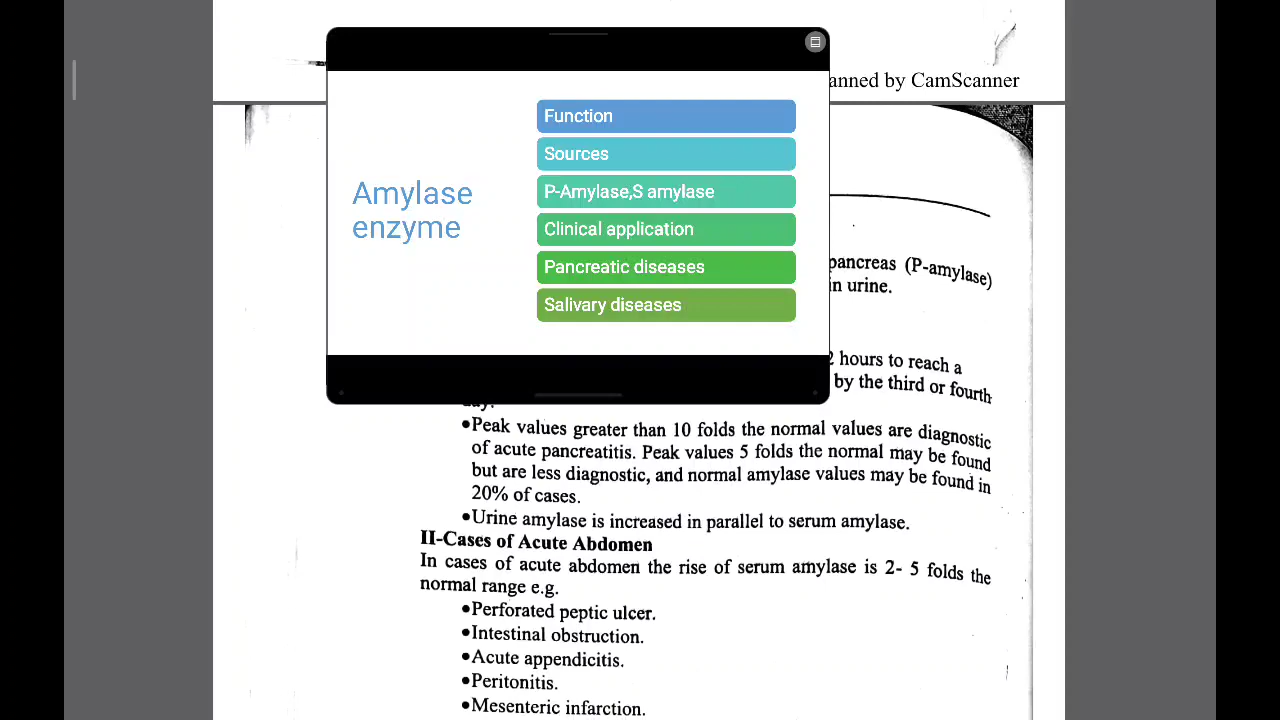 anned by CamScanner
Amylase
enzyme
Function
Sources
P-Amylase,S amylase
Clinical application
Pancreatic diseases
Salivary diseases
pancreas (P-amylase)
in urine.
2 hours to reach a
by the third or fourth
day.
•Peak values greater than 10 folds the normal values are diagnostic
of acute pancreatitis. Peak values 5 folds the normal may be found
but are less diagnostic, and normal amylase values may be found in
20% of cases.
•Urine amylase is increased in parallel to serum amylase.
II-Cases of Acute Abdomen
In cases of acute abdomen the rise of serum amylase is 2- 5 folds the
normal range e.g.
•Perforated peptic ulcer.
•Intestinal obstruction.
•Acute appendicitis.
•Peritonitis.
•Mesenteric infarction.